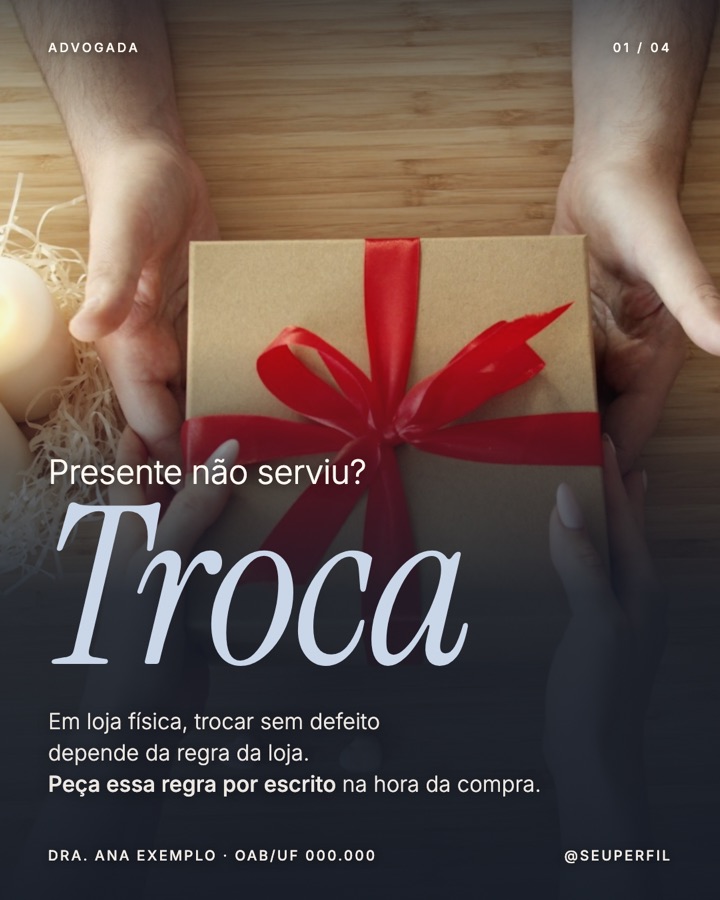 ADVOGADA
01 / 04
Presente não serviu?
Troca
Em loja física, trocar sem defeito
depende da regra da loja.
Peça essa regra por escrito na hora da compra.
DRA. ANA EXEMPLO · OAB/UF 000.000
@SEUPERFIL